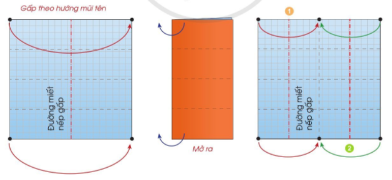 Gấp theo hướng mũi tên
Đường miết
nếp gấp
Mở ra
1
Đường miết
nếp gấp
2